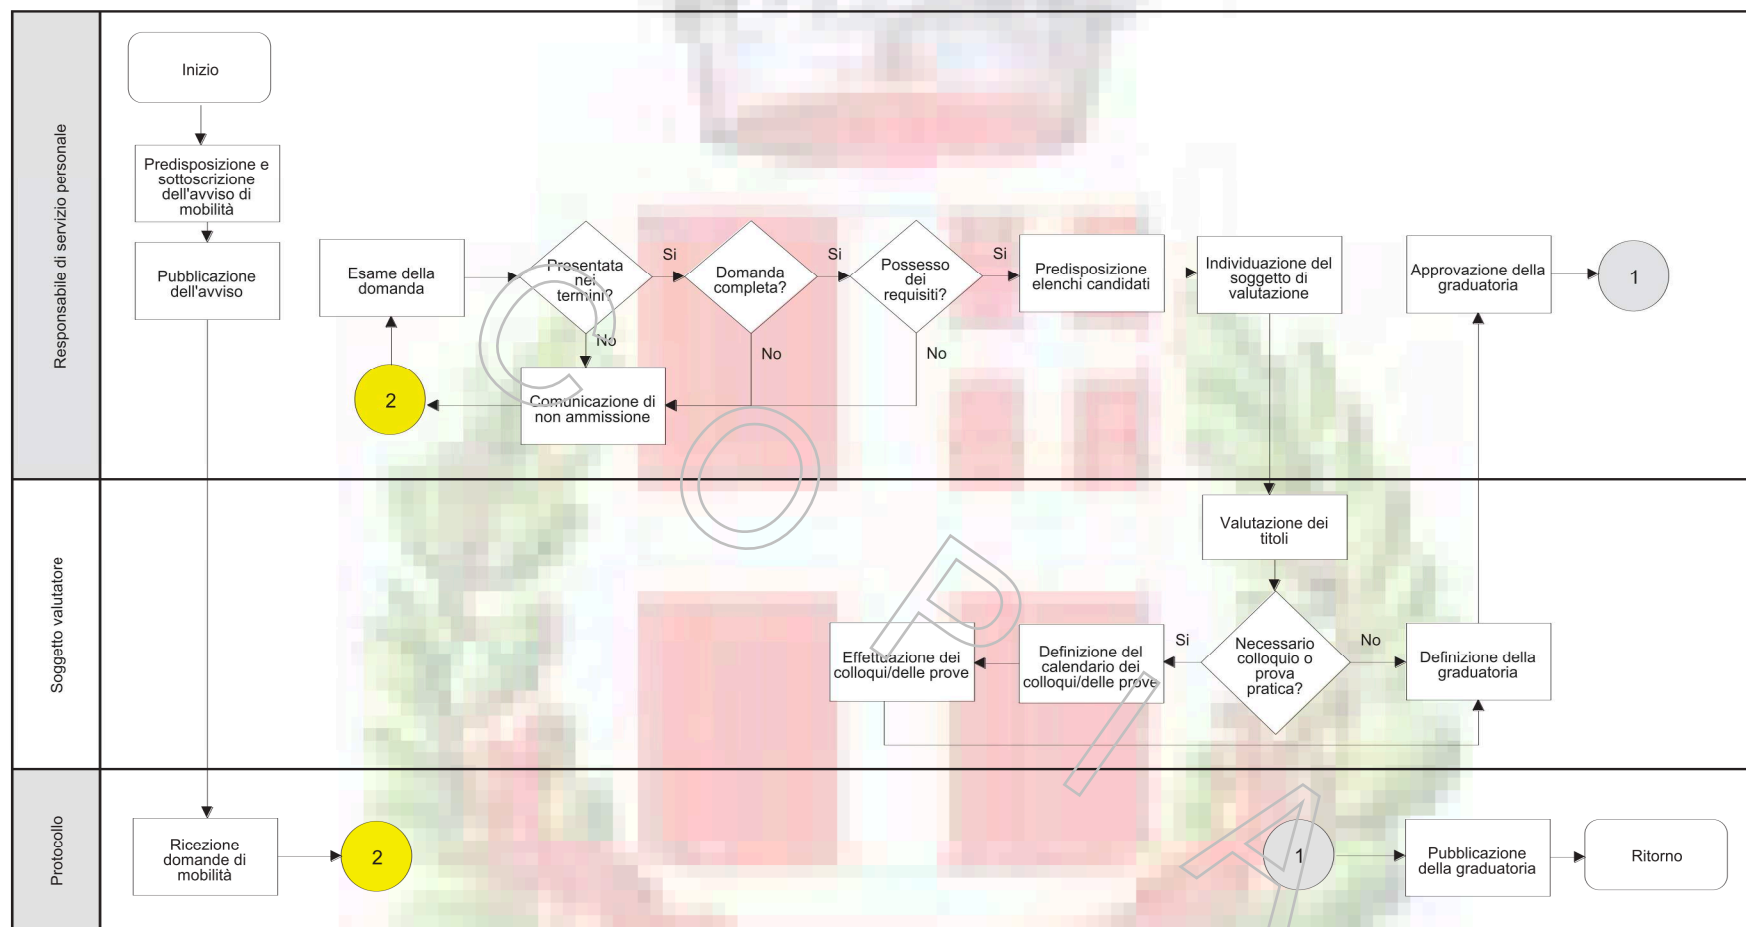 Responsabile di servizio personale
Inizio
Predisposizione e
sottoscrizione
dell'avviso di
mobilità
Pubblicazione
dell'avviso
Esame della
domanda
Presentata
nei
termini?
Si
No
Domanda
completa?
Si
No
Possesso
dei
requisiti?
Si
No
Predisposizione
elenchi candidati
Individuazione del
soggetto di
valutazione
Approvazione della
graduatoria
1
2
Comunicazione di
non ammissione
Soggetto valutatore
Valutazione dei
titoli
Necessario
colloquio o
prova
pratica?
Si
No
Definizione del
calendario dei
colloqui/delle prove
Effettuazione dei
colloqui/delle prove
Definizione della
graduatoria
Protocollo
Ricezione
domande di
mobilità
2
1
Pubblicazione
della graduatoria
Ritorno
COPIA